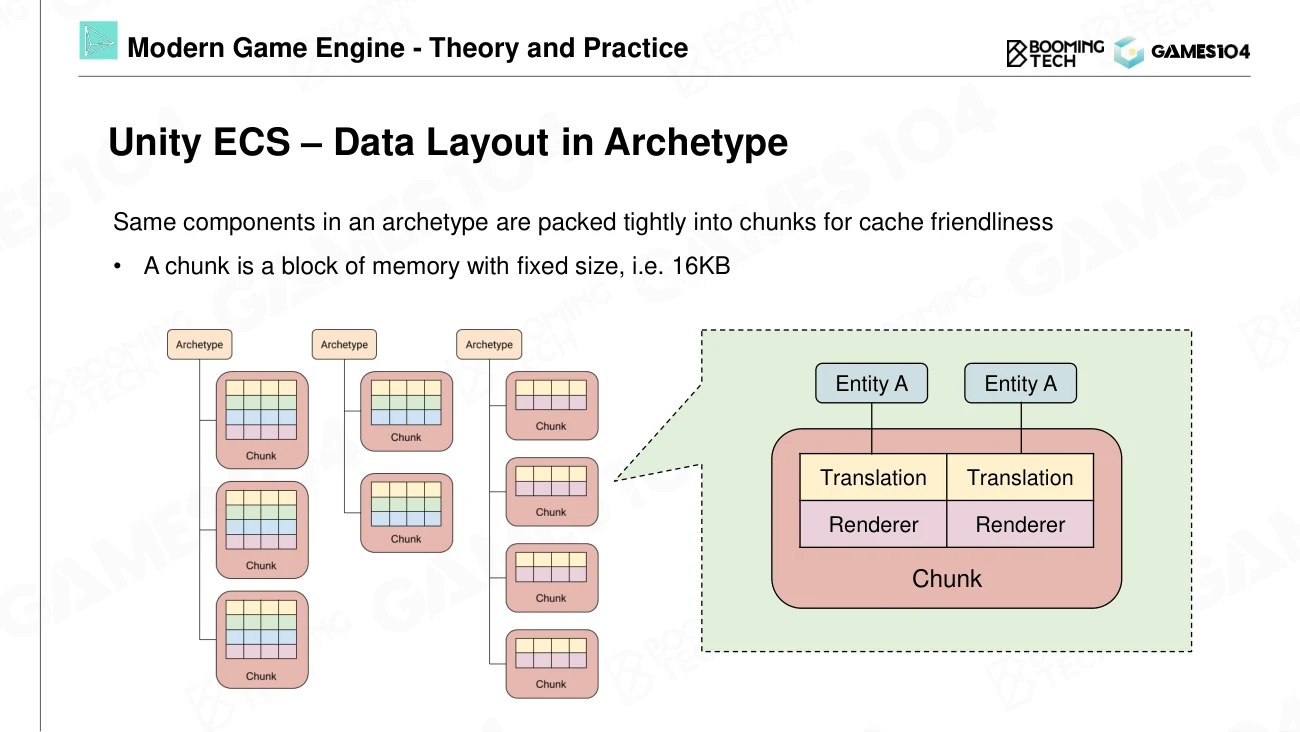 Modern Game Engine - Theory and Practice
BOOMING
TECH
GAMES104
Unity ECS – Data Layout in Archetype
Same components in an archetype are packed tightly into chunks for cache friendliness
• A chunk is a block of memory with fixed size, i.e. 16KB
Archetype
Chunk
Chunk
Chunk
Archetype
Chunk
Chunk
Archetype
Chunk
Chunk
Chunk
Chunk
Entity A
Entity A
Translation
Translation
Renderer
Renderer
Chunk